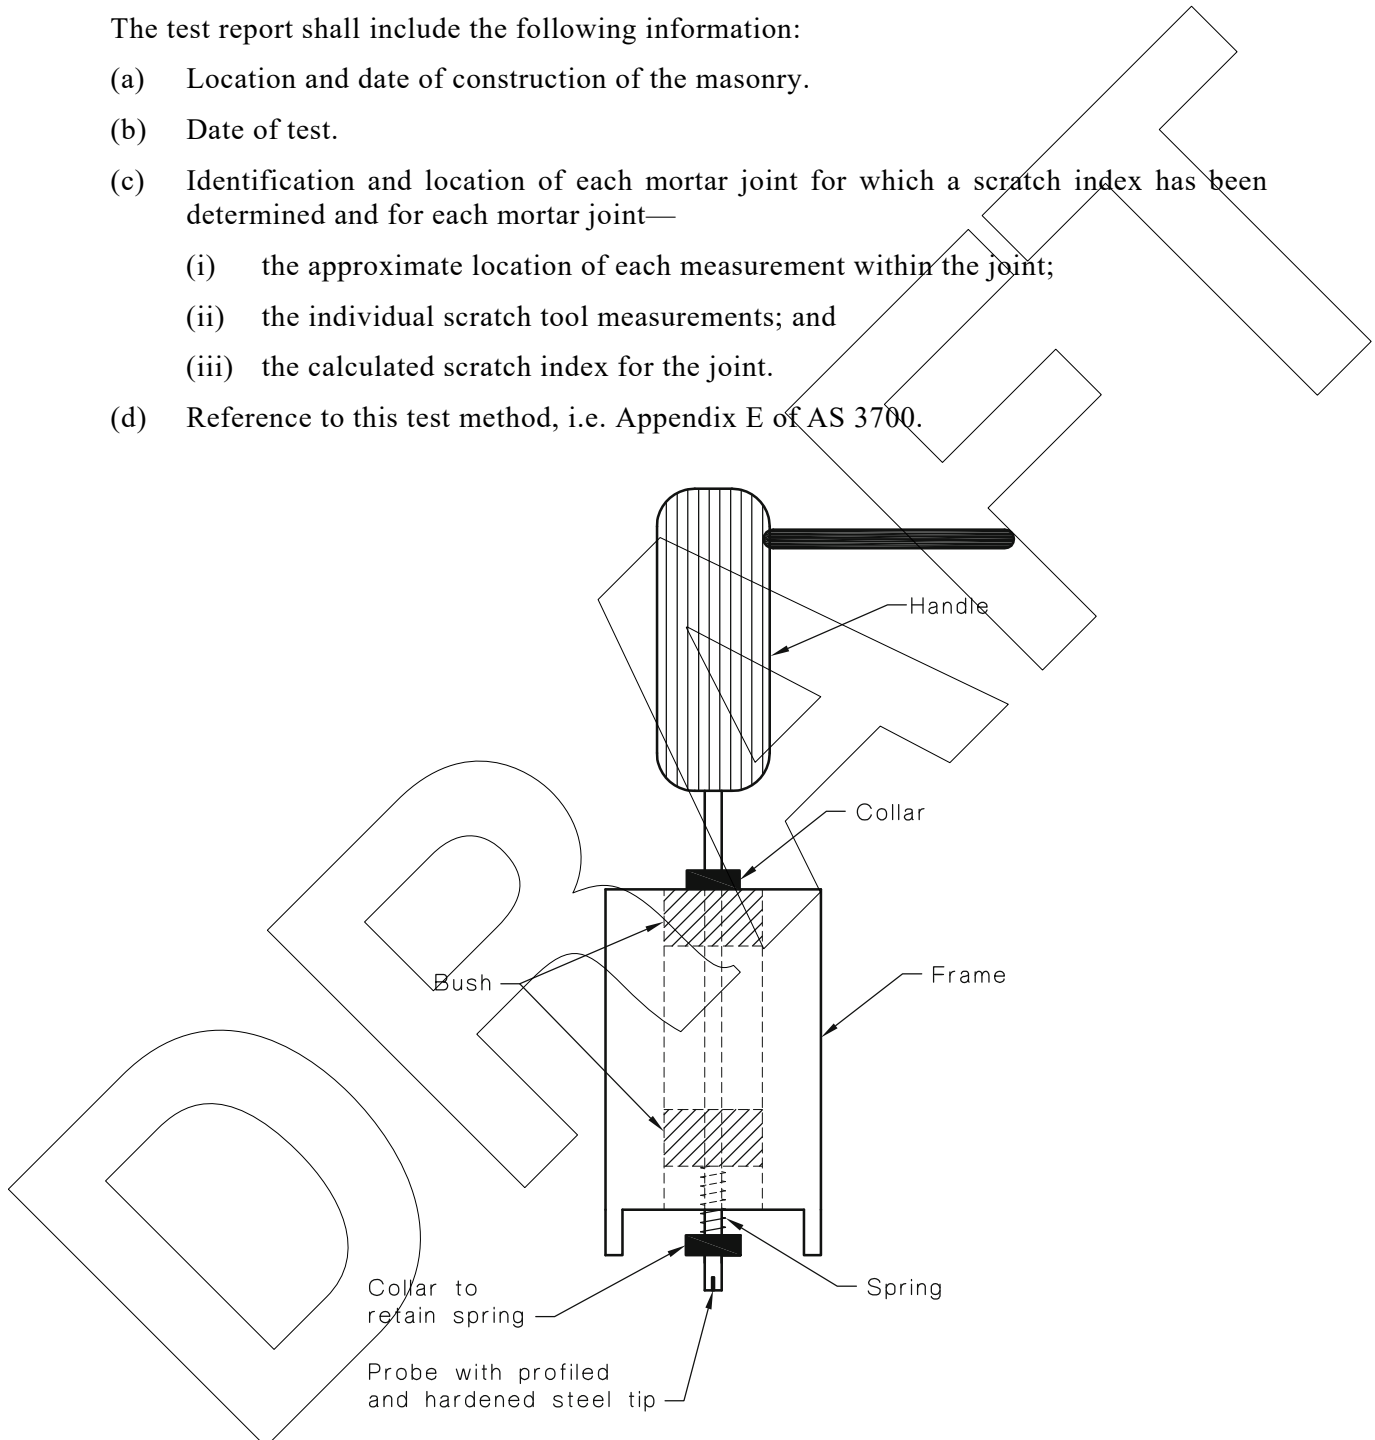 The test report shall include the following information:
(a) Location and date of construction of the masonry.
(b) Date of test.
(c) Identification and location of each mortar joint for which a scratch index has been
determined and for each mortar joint—
(i) the approximate location of each measurement within the joint;
(ii) the individual scratch tool measurements; and
(iii) the calculated scratch index for the joint.
(d) Reference to this test method, i.e. Appendix E of AS 3700.
Handle
Collar
Bush
Frame
Collar to
retain spring
Spring
Probe with profiled
and hardened steel tip
DRAFT